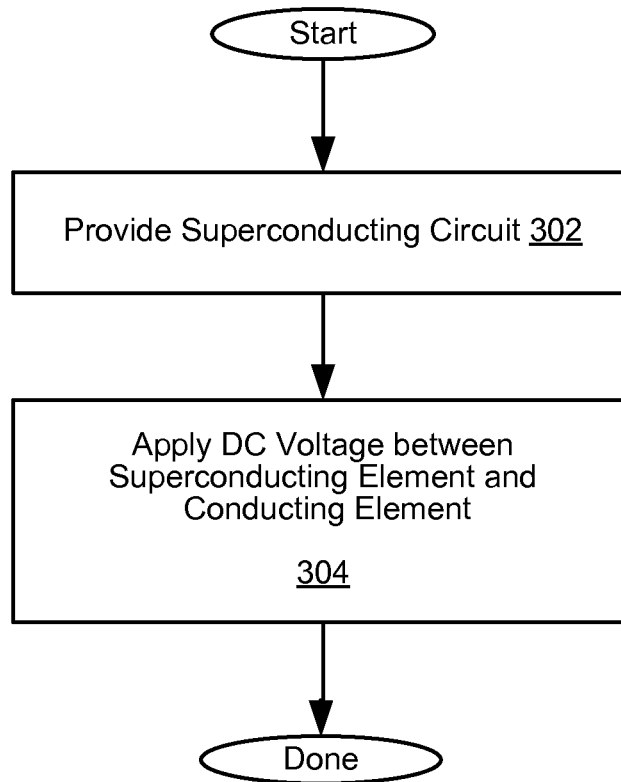 Start
Provide Superconducting Circuit 302
Apply DC Voltage between
Superconducting Element and
Conducting Element
304
Done